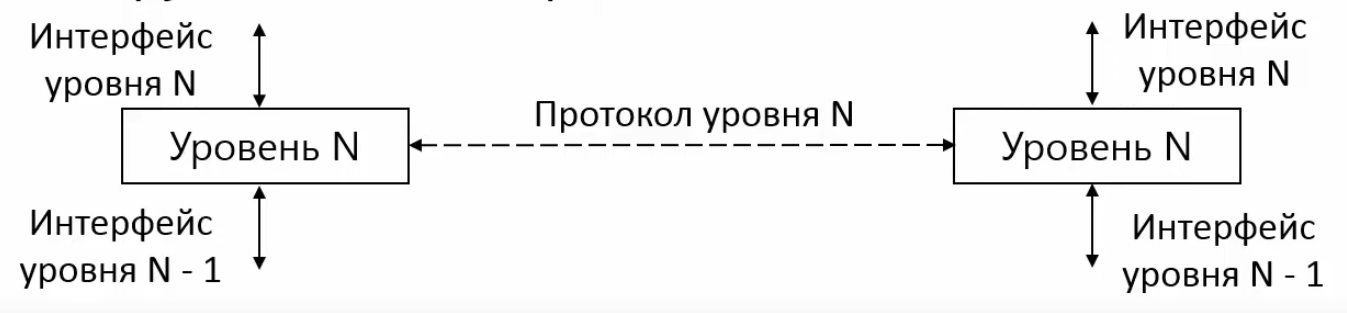 Интерфейс
уровня N
Интерфейс
уровня N
Протокол уровня N
Уровень N
Уровень N
Интерфейс
уровня N - 1
Интерфейс
уровня N - 1